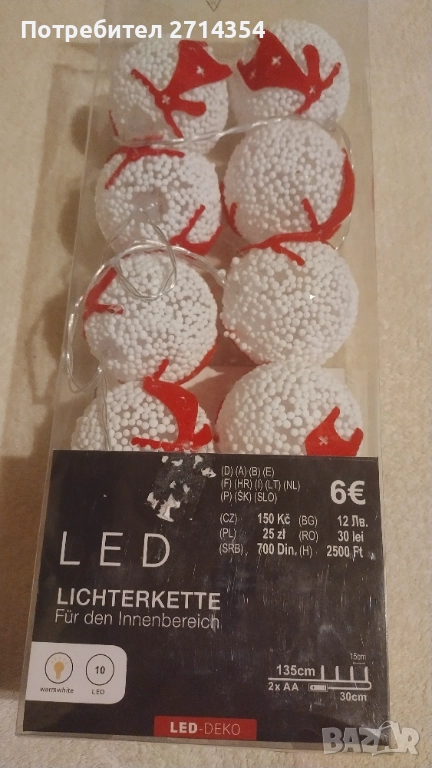 Потребител 2714354
(D) (A) (B) (E)
(F) (HR) (I) (LT) (NL)
(P) (SK) (SLO)
6€
(CZ) 150 Kč (BG) 12 Лв.
(PL) 25 zł (RO) 30 lei
(SRB) 700 Din. (H) 2500 Ft
LED
LICHTERKETTE
Für den Innenbereich
warmwhite
10
LED
15cm
135cm
2x AA
30cm
LED-DEKO
BAZAR